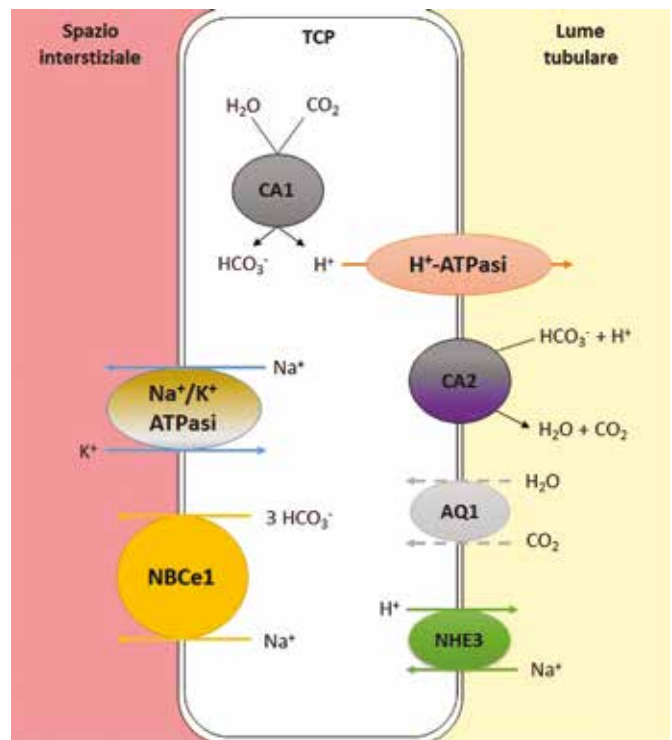 Spazio
interstiziale
TCP
Lume
tubulare
H₂O
CO₂
CA1
HCO₃⁻
H⁺
H⁺-ATPasi
HCO₃⁻ + H⁺
CA2
H₂O + CO₂
Na⁺
Na⁺/K⁺
ATPasi
K⁺
H₂O
AQ1
CO₂
3 HCO₃⁻
NBCe1
Na⁺
H⁺
NHE3
Na⁺